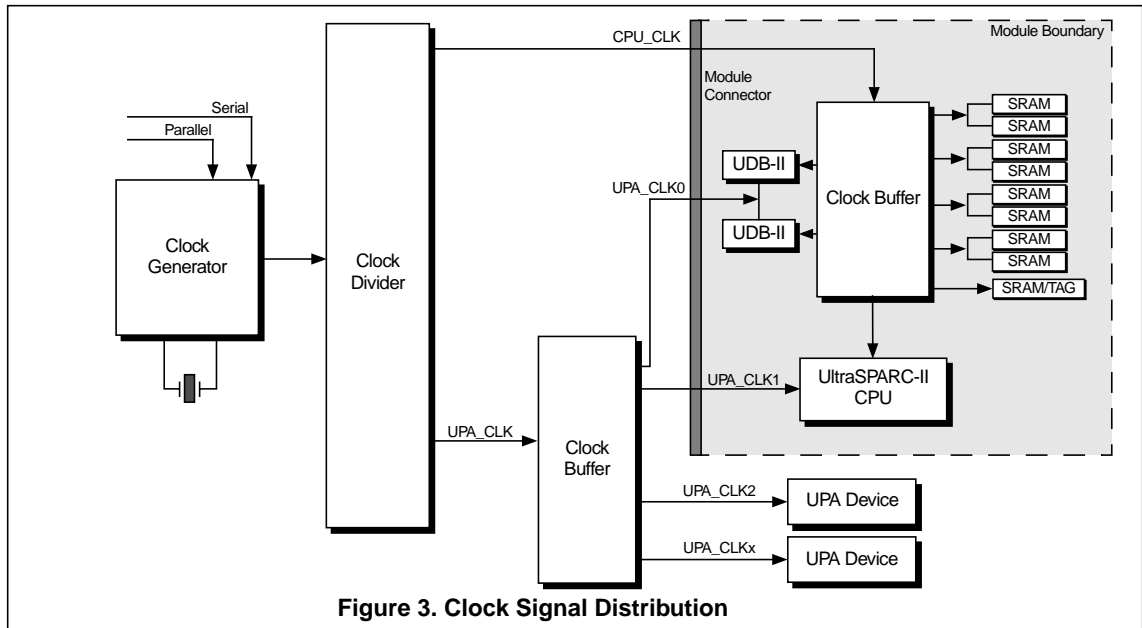 CPU_CLK
Module Boundary
Module
Connector
Serial
Parallel
Clock
Generator
Clock
Divider
UPA_CLK0
UDB-II
UDB-II
Clock Buffer
SRAM
SRAM
SRAM
SRAM
SRAM
SRAM
SRAM
SRAM
SRAM/TAG
UPA_CLK1
UltraSPARC-II
CPU
UPA_CLK
Clock
Buffer
UPA_CLK2
UPA Device
UPA_CLKx
UPA Device
Figure 3. Clock Signal Distribution